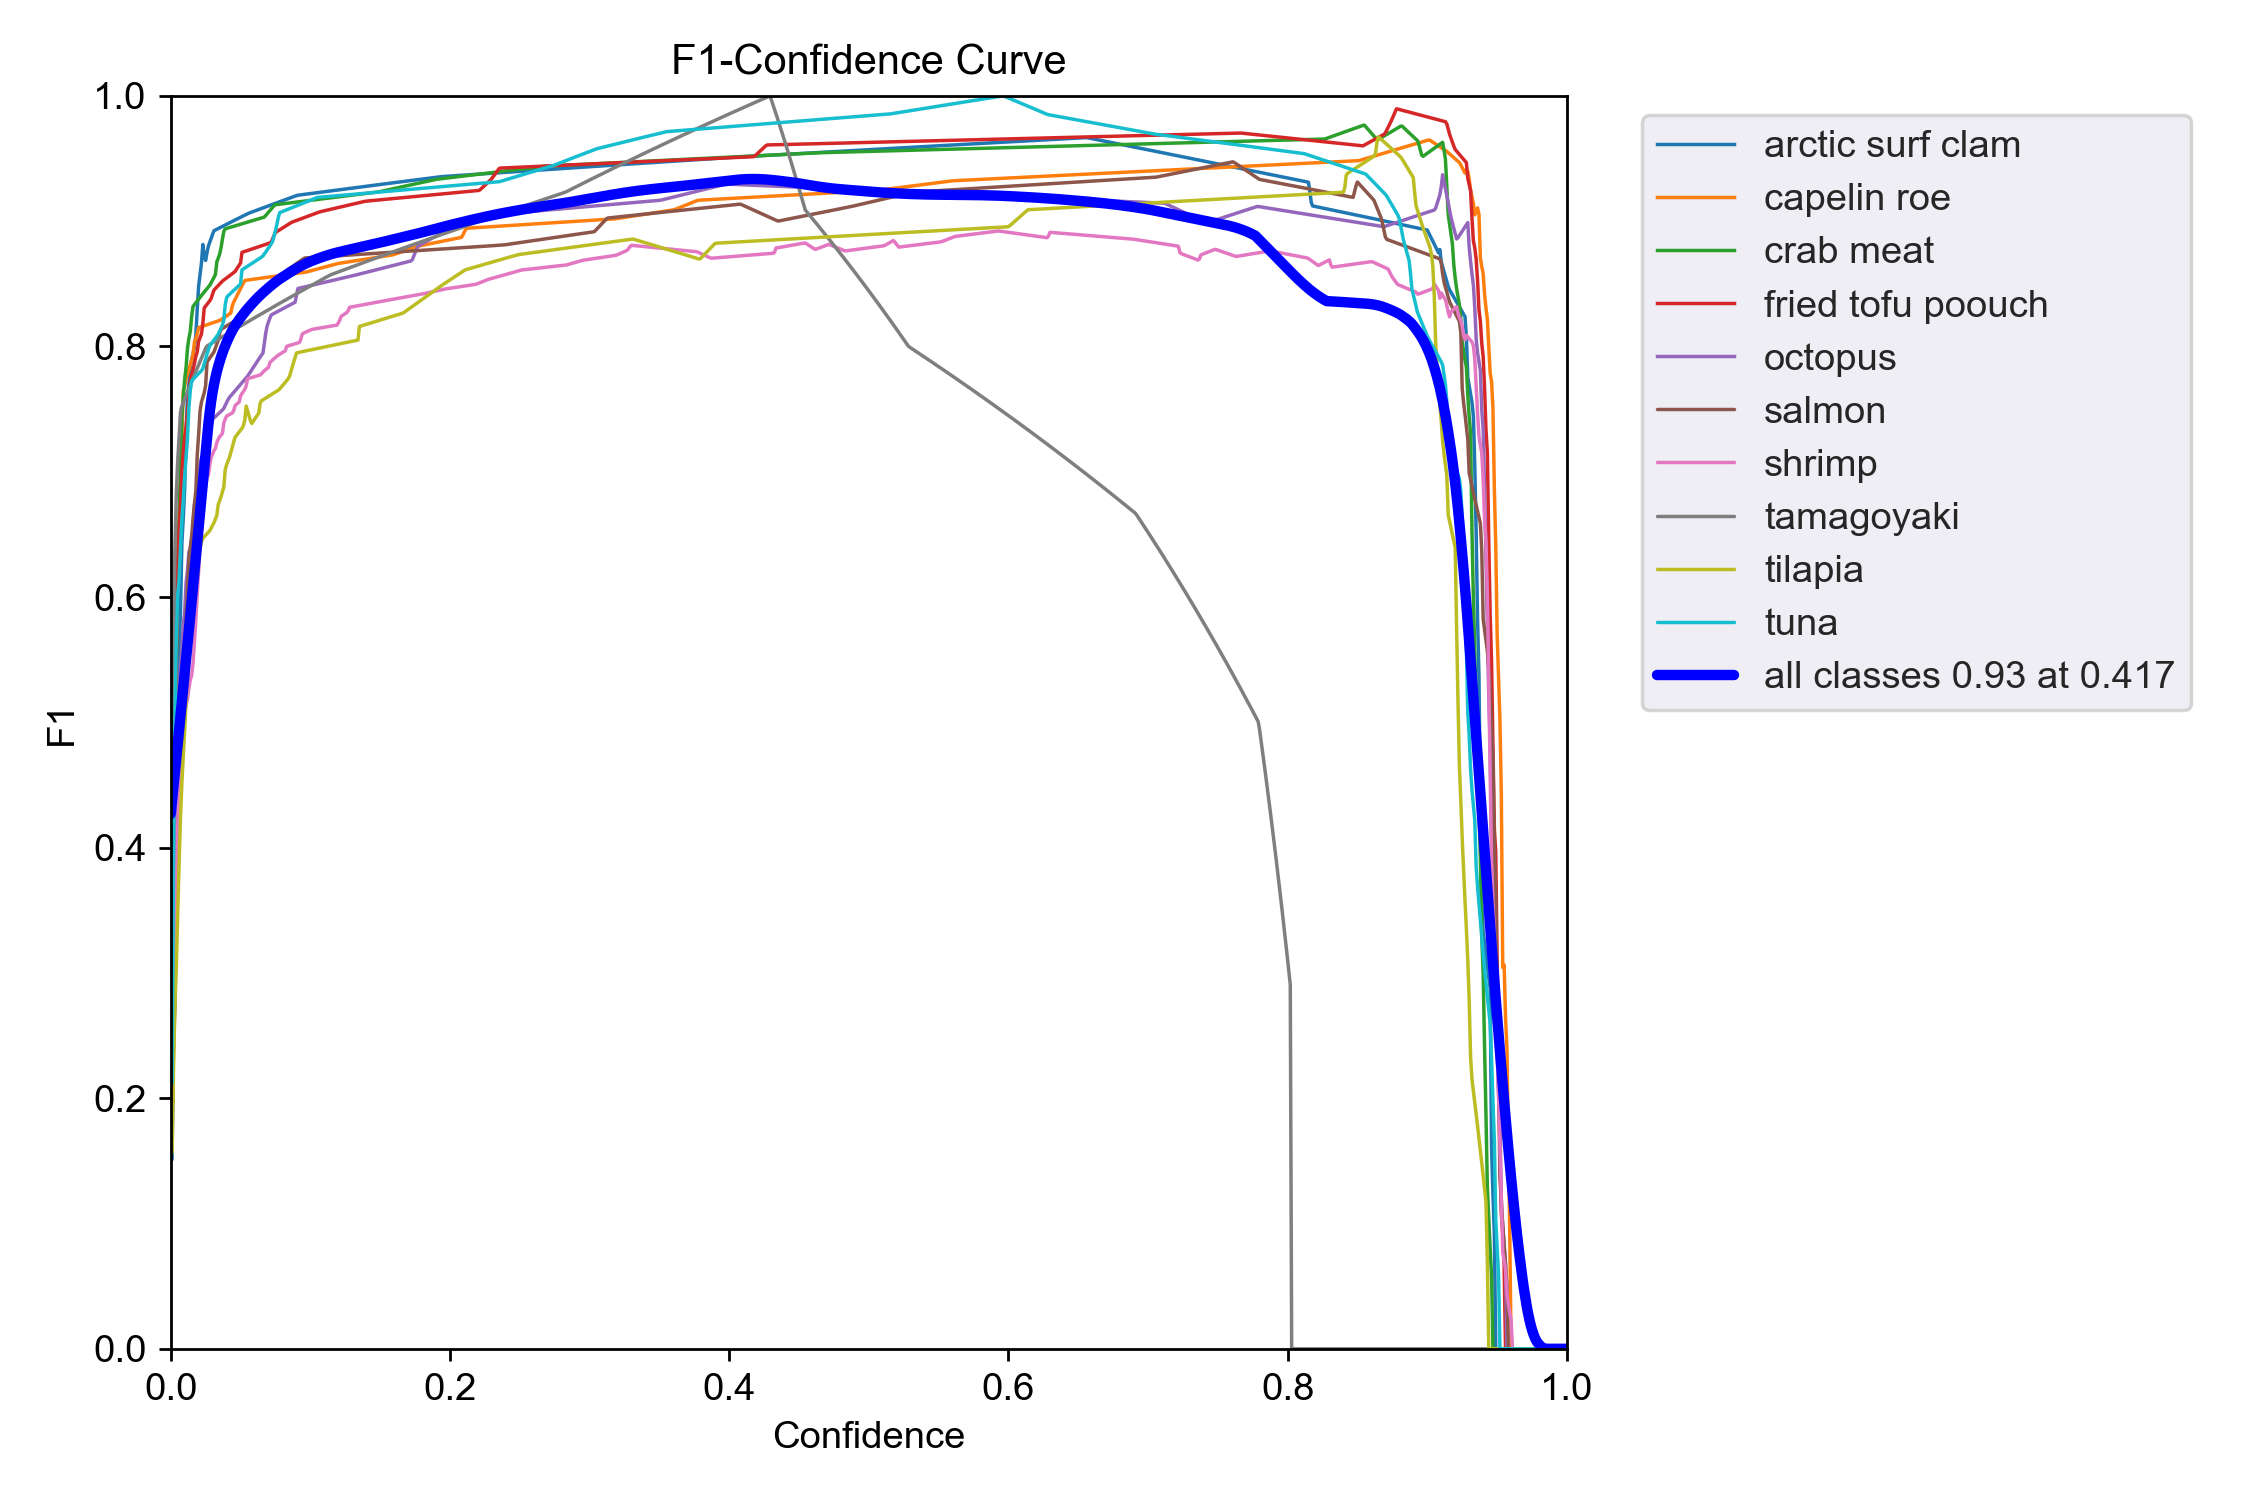 F1-Confidence Curve
1.0
0.8
0.6
0.4
0.2
0.0
F1
0.0 0.2 0.4 0.6 0.8 1.0
Confidence
arctic surf clam
capelin roe
crab meat
fried tofu poouch
octopus
salmon
shrimp
tamagoyaki
tilapia
tuna
all classes 0.93 at 0.417